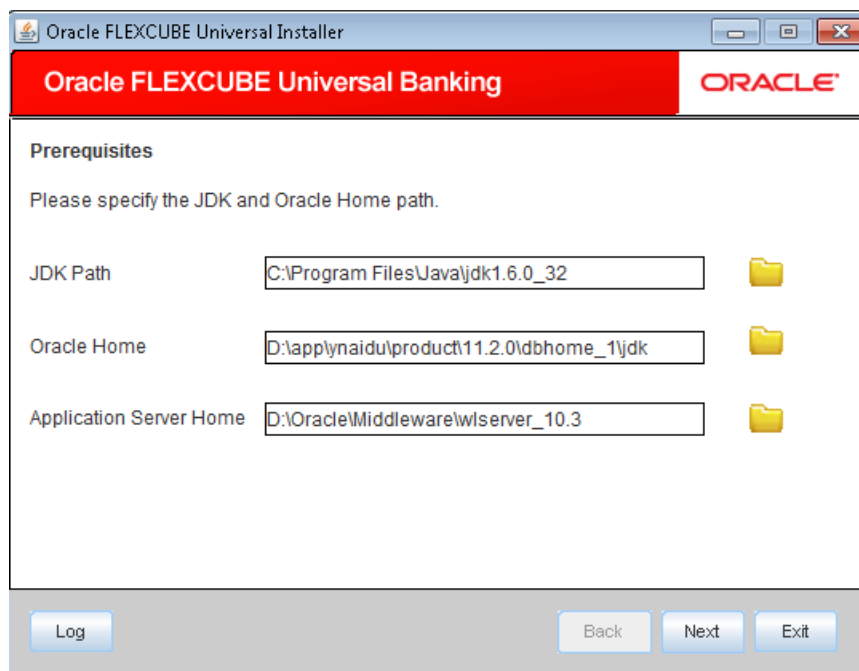 Oracle FLEXCUBE Universal Installer
Oracle FLEXCUBE Universal Banking ORACLE
Prerequisites
Please specify the JDK and Oracle Home path.
JDK Path C:\Program Files\Java\jdk1.6.0_32
Oracle Home D:\app\ynaidu\product\11.2.0\dbhome_1\jdk
Application Server Home D:\Oracle\Middleware\wlserver_10.3
Log Back Next Exit